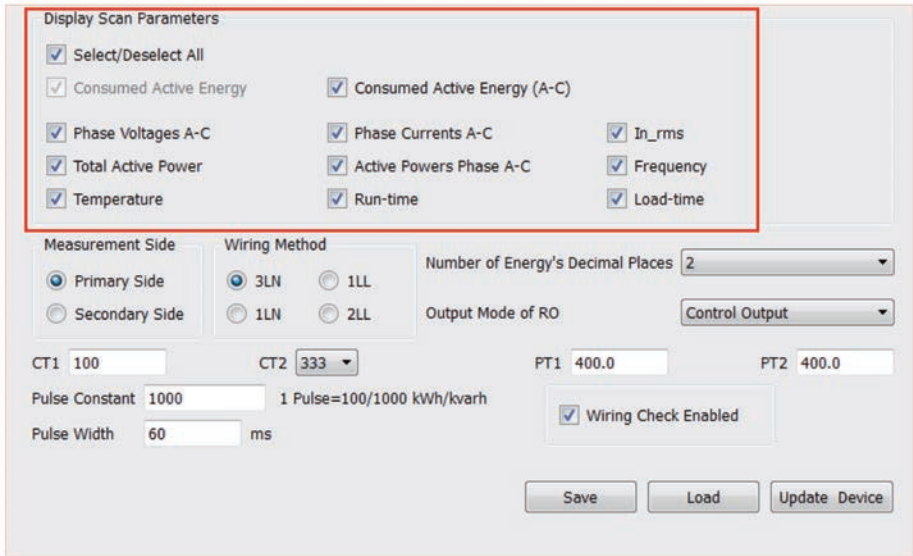 Display Scan Parameters
Select/Deselect All
Consumed Active Energy Consumed Active Energy (A-C)
Phase Voltages A-C Phase Currents A-C In_rms
Total Active Power Active Powers Phase A-C Frequency
Temperature Run-time Load-time
Measurement Side Wiring Method
Number of Energy's Decimal Places 2
Primary Side 3LN 1LL
Secondary Side 1LN 2LL Output Mode of RO Control Output
CT1 100 CT2 333 PT1 400.0 PT2 400.0
Pulse Constant 1000 1 Pulse=100/1000 kWh/kvarh
Wiring Check Enabled
Pulse Width 60 ms
Save Load Update Device